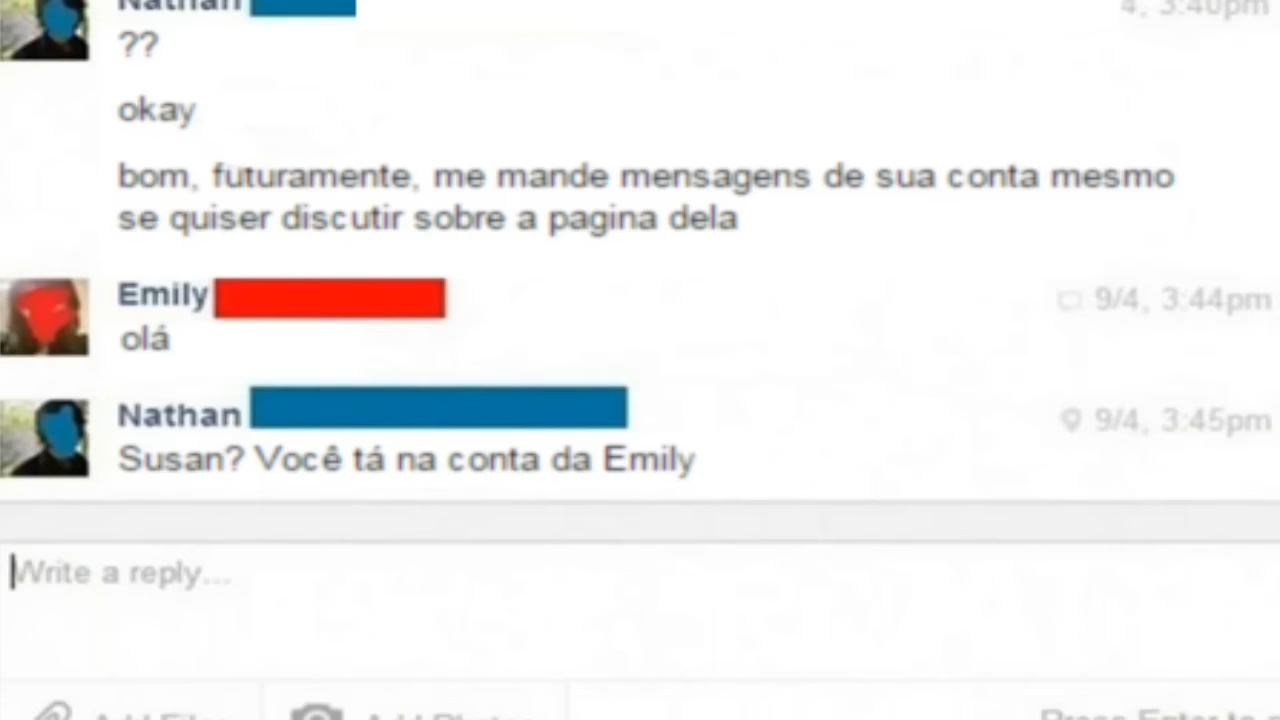 Nathan
4, 3:40pm
??
okay
bom, futuramente, me mande mensagens de sua conta mesmo
se quiser discutir sobre a pagina dela
Emily
9/4, 3:44pm
olá
Nathan
9/4, 3:45pm
Susan? Você tá na conta da Emily
Write a reply...
Add Files
Add Photos
Press Enter to